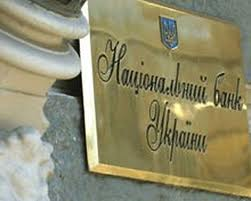 Національний банк
України